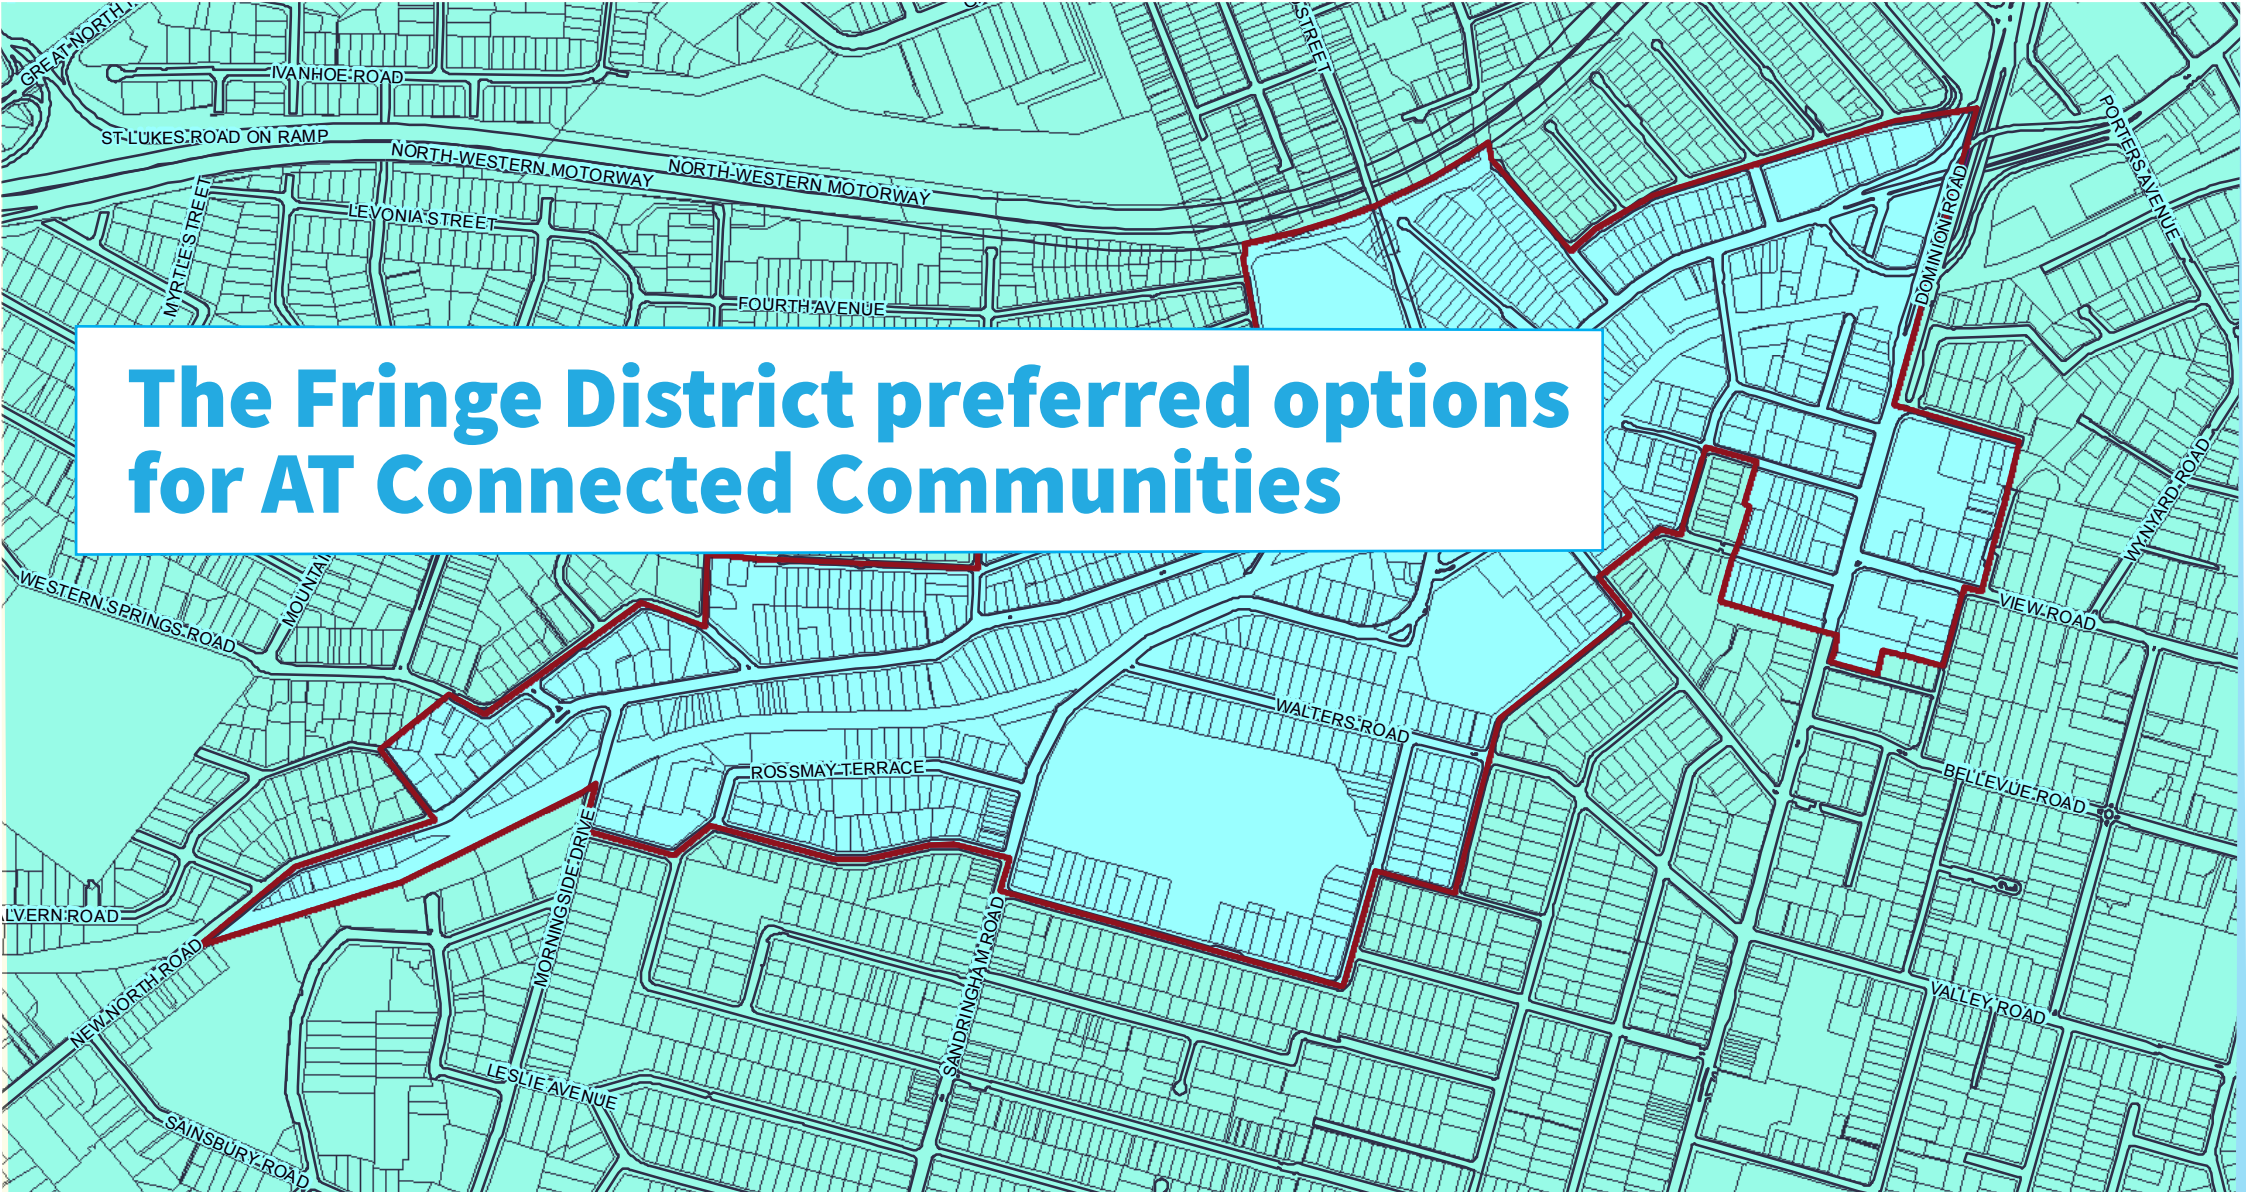 GREAT NORTH
STREET
IVANHOE ROAD
ST LUKES ROAD ON RAMP
NORTH-WESTERN MOTORWAY
NORTH-WESTERN MOTORWAY
PORTERS AVENUE
MYRTLE STREET
LEVONIA STREET
DOMINION ROAD
FOURTH AVENUE
The Fringe District preferred options
for AT Connected Communities
WYNYARD ROAD
WESTERN SPRINGS ROAD
MOUNTAI
VIEW ROAD
WALTERS ROAD
ROSSMAY TERRACE
BELLEVUE ROAD
MORNINGSIDE DRIVE
LVERN ROAD
NEW NORTH ROAD
SANDRINGHAM ROAD
VALLEY ROAD
LESLIE AVENUE
SAINSBURY ROAD